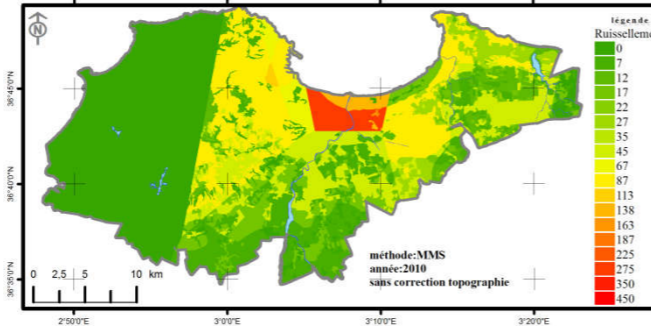 N
légende
Ruisselleme
0
7
12
17
22
27
35
45
67
87
113
138
163
187
225
275
350
450
36°45'0"N
36°40'0"N
36°35'0"N
méthode:MMS
année:2010
sans correction topographie
0 2,5 5 10 km
2°50'0"E 3°0'0"E 3°10'0"E 3°20'0"E